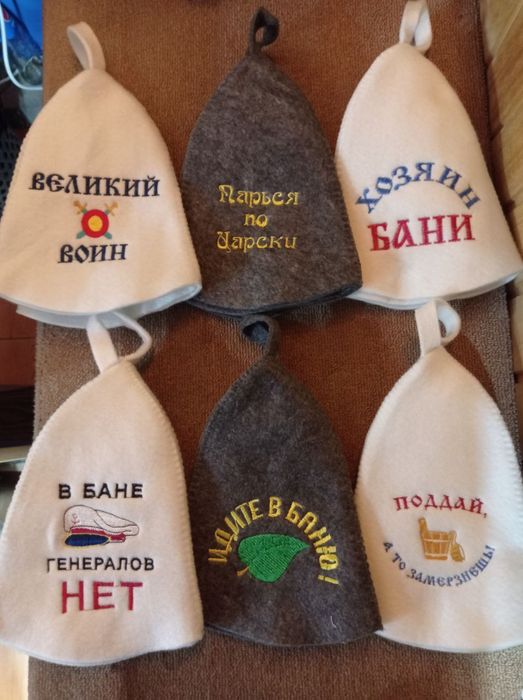 ВЕЛИКИЙ
ВОИН
Парься
по
Царски
ХОЗЯИН
БАНИ
В БАНЕ
ГЕНЕРАЛОВ
НЕТ
ИДИТЕ В БАНЮ!
ПОДДАЙ,
А ТО ЗАМЕРЗНЕШЬ!